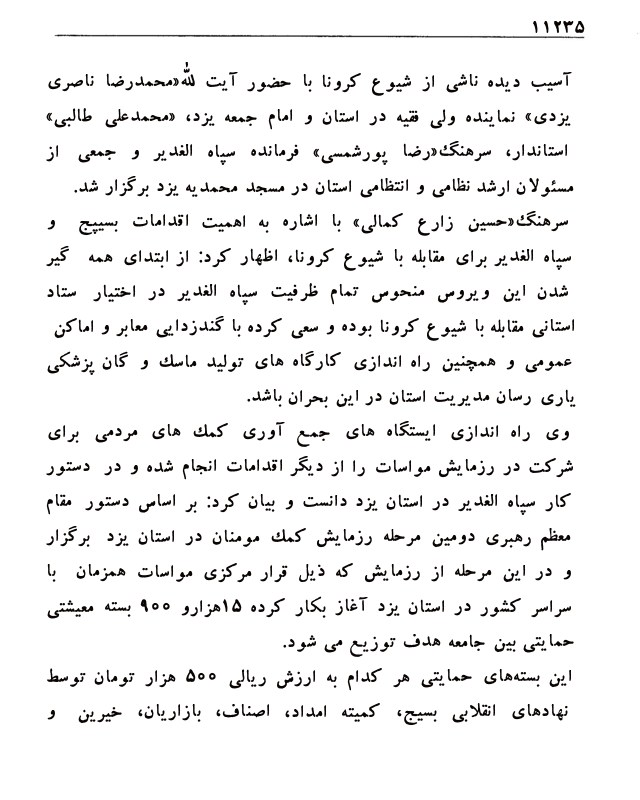 ۱۱۲۳۵
آسیب دیده ناشی از شیوع کرونا با حضور آیت الله«محمدرضا ناصری
یزدی» نماینده ولی فقیه در استان و امام جمعه یزد، «محمدعلی طالبی»
استاندار، سرهنگ«رضا پورشمسی» فرمانده سپاه الغدیر و جمعی از
مسئولان ارشد نظامی و انتظامی استان در مسجد محمدیه یزد برگزار شد.
سرهنگ«حسین زارع کمالی» با اشاره به اهمیت اقدامات بسیپج و
سپاه الغدیر برای مقابله با شیوع کرونا، اظهار کرد: از ابتدای همه گیر
شدن این ویروس منحوس تمام ظرفیت سپاه الغدیر در اختیار ستاد
استانی مقابله با شیوع کرونا بوده و سعی کرده با گندزدایی معابر و اماکن
عمومی و همچنین راه اندازی کارگاه های تولید ماسک و گان پزشکی
یاری رسان مدیریت استان در این بحران باشد.
وی راه اندازی ایستگاه های جمع آوری کمک های مردمی برای
شرکت در رزمایش مواسات را از دیگر اقدامات انجام شده و در دستور
کار سپاه الغدیر در استان یزد دانست و بیان کرد: بر اساس دستور مقام
معظم رهبری دومین مرحله رزمایش کمک مومنان در استان یزد برگزار
و در این مرحله از رزمایش که ذیل قرار مرکزی مواسات همزمان با
سراسر کشور در استان یزد آغاز بکار کرده ۱۵هزارو ۹۰۰ بسته معیشتی
حمایتی بین جامعه هدف توزیع می شود.
این بسته‌های حمایتی هر کدام به ارزش ریالی ۵۰۰ هزار تومان توسط
نهادهای انقلابی بسیج، کمیته امداد، اصناف، بازاریان، خیرین و